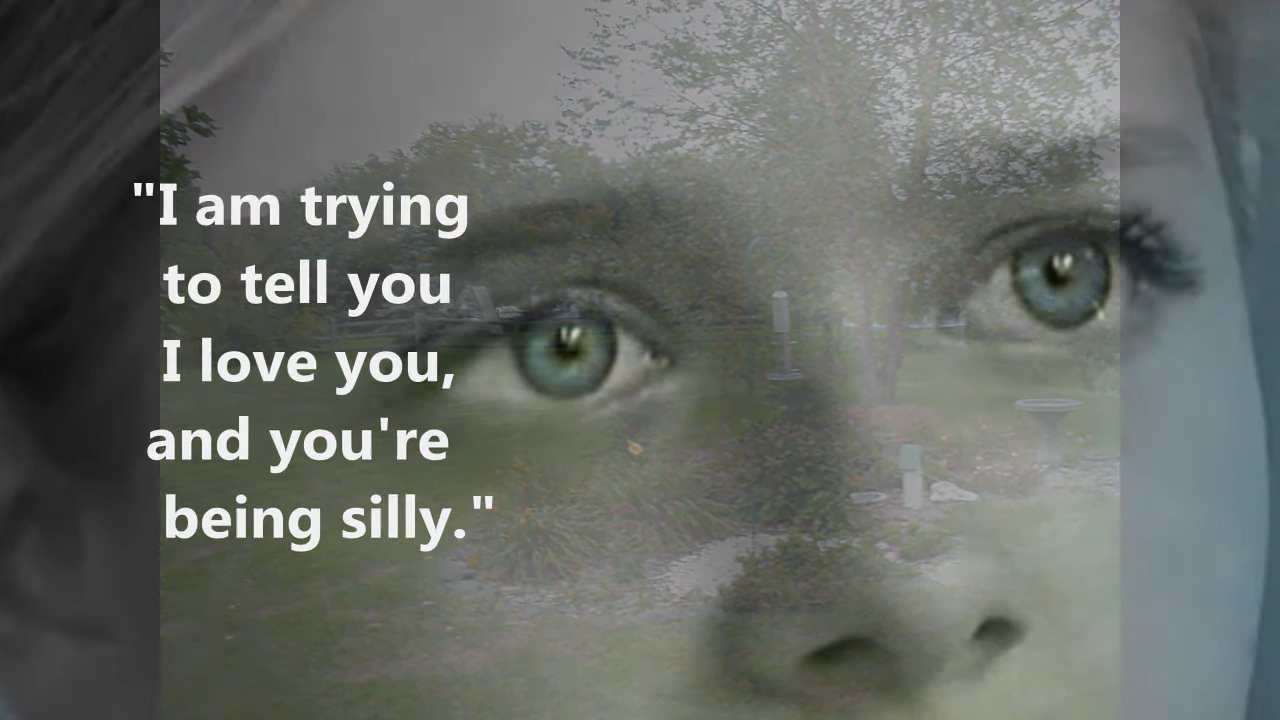 "I am trying
to tell you
I love you,
and you're
being silly."